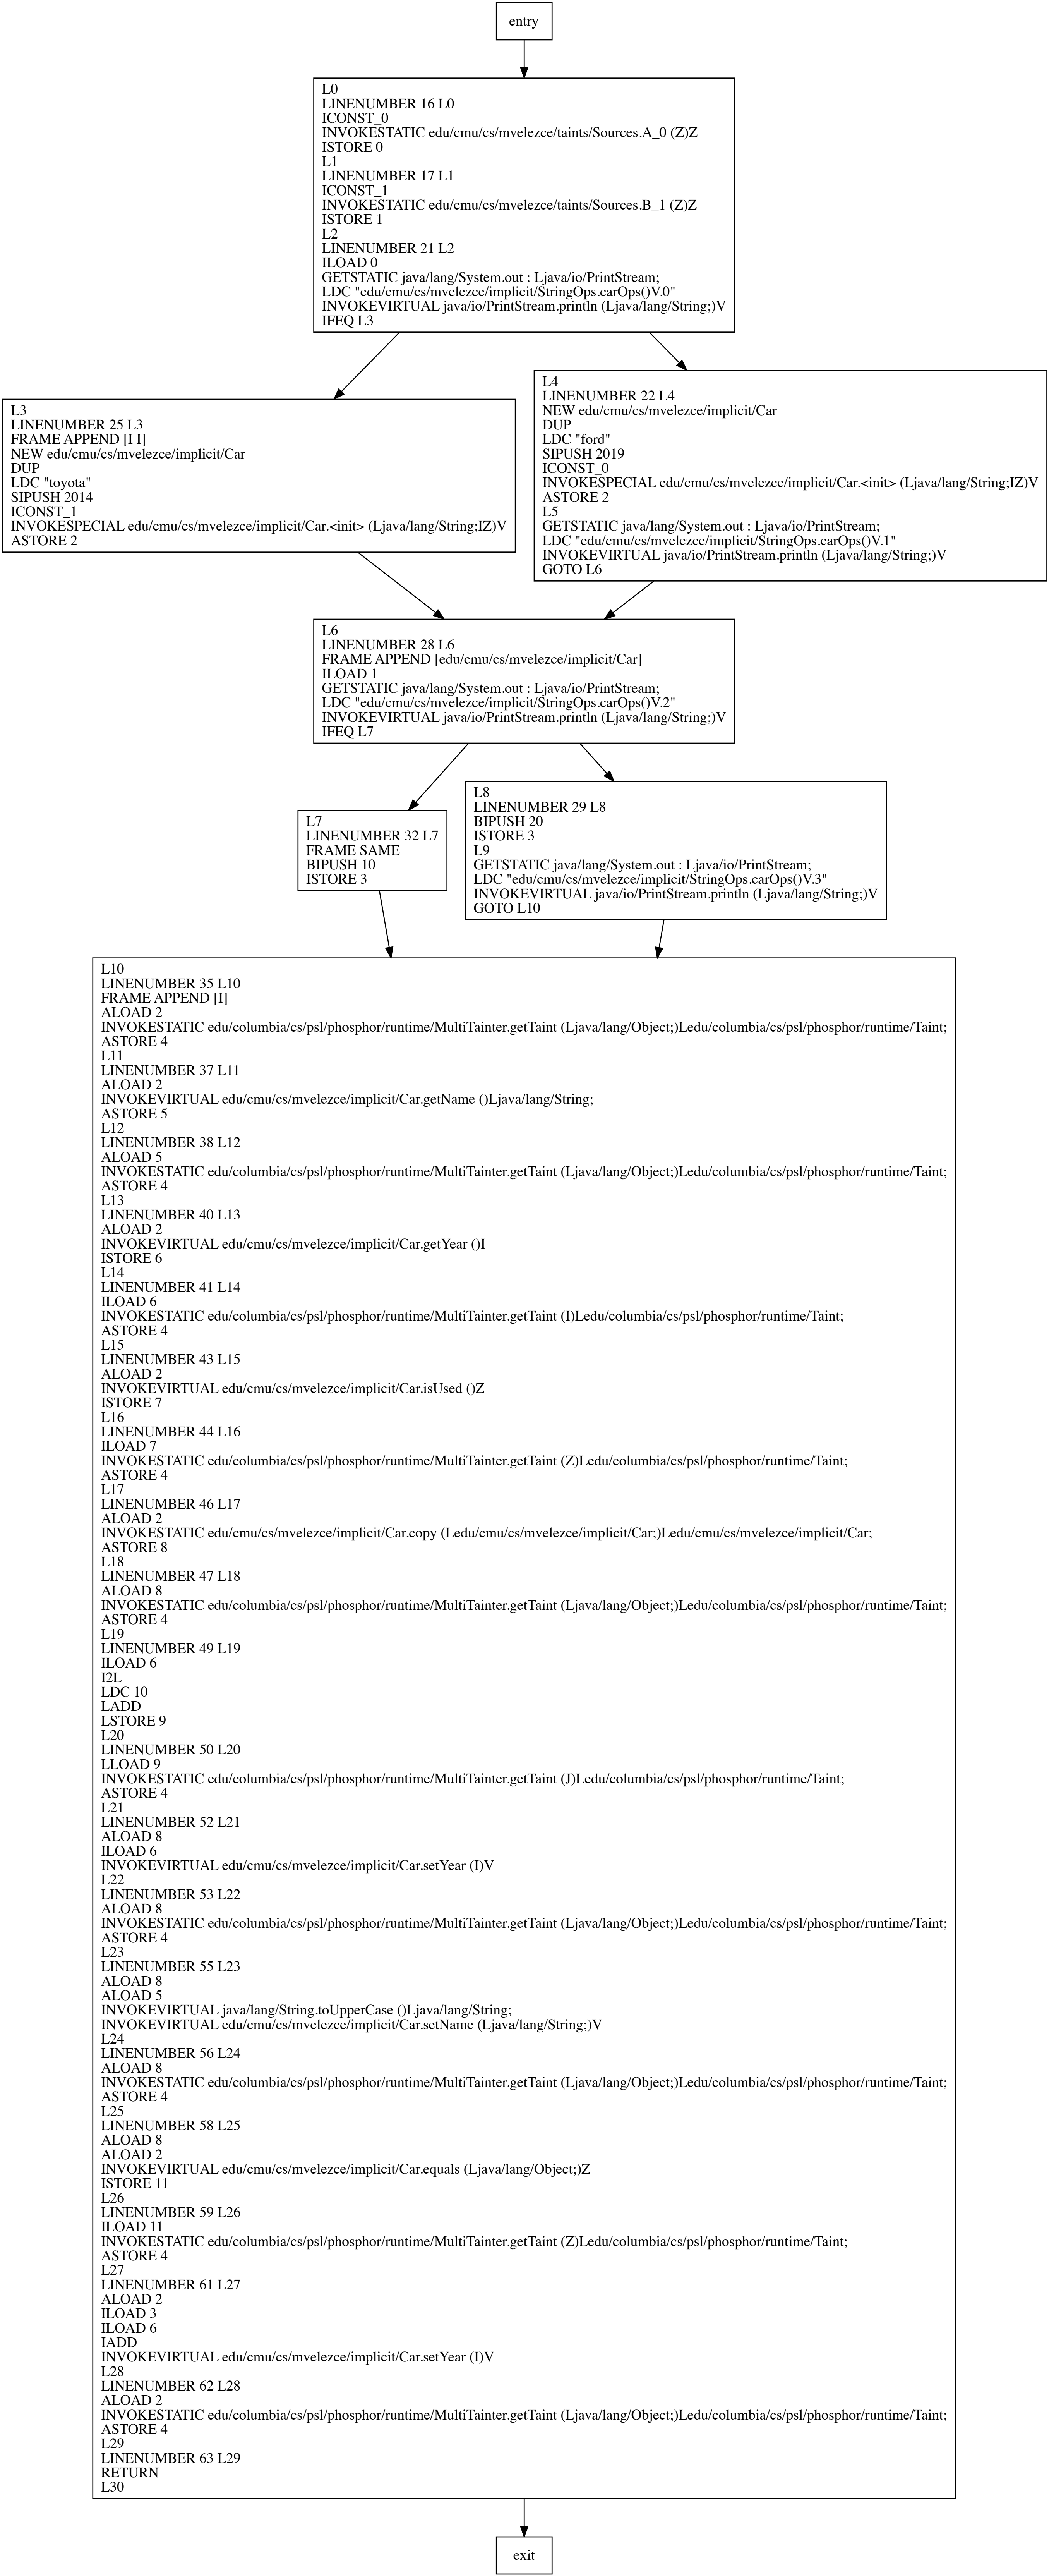 entry
L0
LINENUMBER 16 L0
ICONST_0
INVOKESTATIC edu/cmu/cs/mvelezce/taints/Sources.A_0 (Z)Z
ISTORE 0
L1
LINENUMBER 17 L1
ICONST_1
INVOKESTATIC edu/cmu/cs/mvelezce/taints/Sources.B_1 (Z)Z
ISTORE 1
L2
LINENUMBER 21 L2
ILOAD 0
GETSTATIC java/lang/System.out : Ljava/io/PrintStream;
LDC "edu/cmu/cs/mvelezce/implicit/StringOps.carOps()V.0"
INVOKEVIRTUAL java/io/PrintStream.println (Ljava/lang/String;)V
IFEQ L3
L3
LINENUMBER 25 L3
FRAME APPEND [I I]
NEW edu/cmu/cs/mvelezce/implicit/Car
DUP
LDC "toyota"
SIPUSH 2014
ICONST_1
INVOKESPECIAL edu/cmu/cs/mvelezce/implicit/Car.<init> (Ljava/lang/String;IZ)V
ASTORE 2
L4
LINENUMBER 22 L4
NEW edu/cmu/cs/mvelezce/implicit/Car
DUP
LDC "ford"
SIPUSH 2019
ICONST_0
INVOKESPECIAL edu/cmu/cs/mvelezce/implicit/Car.<init> (Ljava/lang/String;IZ)V
ASTORE 2
L5
GETSTATIC java/lang/System.out : Ljava/io/PrintStream;
LDC "edu/cmu/cs/mvelezce/implicit/StringOps.carOps()V.1"
INVOKEVIRTUAL java/io/PrintStream.println (Ljava/lang/String;)V
GOTO L6
L6
LINENUMBER 28 L6
FRAME APPEND [edu/cmu/cs/mvelezce/implicit/Car]
ILOAD 1
GETSTATIC java/lang/System.out : Ljava/io/PrintStream;
LDC "edu/cmu/cs/mvelezce/implicit/StringOps.carOps()V.2"
INVOKEVIRTUAL java/io/PrintStream.println (Ljava/lang/String;)V
IFEQ L7
L7
LINENUMBER 32 L7
FRAME SAME
BIPUSH 10
ISTORE 3
L8
LINENUMBER 29 L8
BIPUSH 20
ISTORE 3
L9
GETSTATIC java/lang/System.out : Ljava/io/PrintStream;
LDC "edu/cmu/cs/mvelezce/implicit/StringOps.carOps()V.3"
INVOKEVIRTUAL java/io/PrintStream.println (Ljava/lang/String;)V
GOTO L10
L10
LINENUMBER 35 L10
FRAME APPEND [I]
ALOAD 2
INVOKESTATIC edu/columbia/cs/psl/phosphor/runtime/MultiTainter.getTaint (Ljava/lang/Object;)Ledu/columbia/cs/psl/phosphor/runtime/Taint;
ASTORE 4
L11
LINENUMBER 37 L11
ALOAD 2
INVOKEVIRTUAL edu/cmu/cs/mvelezce/implicit/Car.getName ()Ljava/lang/String;
ASTORE 5
L12
LINENUMBER 38 L12
ALOAD 5
INVOKESTATIC edu/columbia/cs/psl/phosphor/runtime/MultiTainter.getTaint (Ljava/lang/Object;)Ledu/columbia/cs/psl/phosphor/runtime/Taint;
ASTORE 4
L13
LINENUMBER 40 L13
ALOAD 2
INVOKEVIRTUAL edu/cmu/cs/mvelezce/implicit/Car.getYear ()I
ISTORE 6
L14
LINENUMBER 41 L14
ILOAD 6
INVOKESTATIC edu/columbia/cs/psl/phosphor/runtime/MultiTainter.getTaint (I)Ledu/columbia/cs/psl/phosphor/runtime/Taint;
ASTORE 4
L15
LINENUMBER 43 L15
ALOAD 2
INVOKEVIRTUAL edu/cmu/cs/mvelezce/implicit/Car.isUsed ()Z
ISTORE 7
L16
LINENUMBER 44 L16
ILOAD 7
INVOKESTATIC edu/columbia/cs/psl/phosphor/runtime/MultiTainter.getTaint (Z)Ledu/columbia/cs/psl/phosphor/runtime/Taint;
ASTORE 4
L17
LINENUMBER 46 L17
ALOAD 2
INVOKESTATIC edu/cmu/cs/mvelezce/implicit/Car.copy (Ledu/cmu/cs/mvelezce/implicit/Car;)Ledu/cmu/cs/mvelezce/implicit/Car;
ASTORE 8
L18
LINENUMBER 47 L18
ALOAD 8
INVOKESTATIC edu/columbia/cs/psl/phosphor/runtime/MultiTainter.getTaint (Ljava/lang/Object;)Ledu/columbia/cs/psl/phosphor/runtime/Taint;
ASTORE 4
L19
LINENUMBER 49 L19
ILOAD 6
I2L
LDC 10
LADD
LSTORE 9
L20
LINENUMBER 50 L20
LLOAD 9
INVOKESTATIC edu/columbia/cs/psl/phosphor/runtime/MultiTainter.getTaint (J)Ledu/columbia/cs/psl/phosphor/runtime/Taint;
ASTORE 4
L21
LINENUMBER 52 L21
ALOAD 8
ILOAD 6
INVOKEVIRTUAL edu/cmu/cs/mvelezce/implicit/Car.setYear (I)V
L22
LINENUMBER 53 L22
ALOAD 8
INVOKESTATIC edu/columbia/cs/psl/phosphor/runtime/MultiTainter.getTaint (Ljava/lang/Object;)Ledu/columbia/cs/psl/phosphor/runtime/Taint;
ASTORE 4
L23
LINENUMBER 55 L23
ALOAD 8
ALOAD 5
INVOKEVIRTUAL java/lang/String.toUpperCase ()Ljava/lang/String;
INVOKEVIRTUAL edu/cmu/cs/mvelezce/implicit/Car.setName (Ljava/lang/String;)V
L24
LINENUMBER 56 L24
ALOAD 8
INVOKESTATIC edu/columbia/cs/psl/phosphor/runtime/MultiTainter.getTaint (Ljava/lang/Object;)Ledu/columbia/cs/psl/phosphor/runtime/Taint;
ASTORE 4
L25
LINENUMBER 58 L25
ALOAD 8
ALOAD 2
INVOKEVIRTUAL edu/cmu/cs/mvelezce/implicit/Car.equals (Ljava/lang/Object;)Z
ISTORE 11
L26
LINENUMBER 59 L26
ILOAD 11
INVOKESTATIC edu/columbia/cs/psl/phosphor/runtime/MultiTainter.getTaint (Z)Ledu/columbia/cs/psl/phosphor/runtime/Taint;
ASTORE 4
L27
LINENUMBER 61 L27
ALOAD 2
ILOAD 3
ILOAD 6
IADD
INVOKEVIRTUAL edu/cmu/cs/mvelezce/implicit/Car.setYear (I)V
L28
LINENUMBER 62 L28
ALOAD 2
INVOKESTATIC edu/columbia/cs/psl/phosphor/runtime/MultiTainter.getTaint (Ljava/lang/Object;)Ledu/columbia/cs/psl/phosphor/runtime/Taint;
ASTORE 4
L29
LINENUMBER 63 L29
RETURN
L30
exit